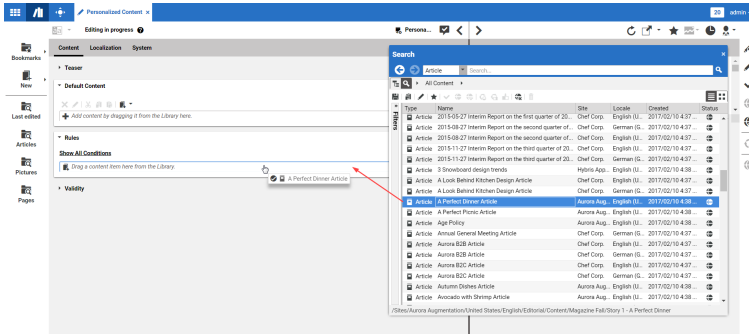 Personalized Content ×
20 admin
Editing in progress
Persona...
Bookmarks
New
Last edited
Articles
Pictures
Pages
Content Localization System
Teaser
Default Content
Add content by dragging it from the Library here.
Rules
Show All Conditions
Drag a content item here from the Library.
A Perfect Dinner Article
Validity
Search ×
Article Search...
All Content
Filters
Type Name Site Locale Created Status
Article 2015-05-27 Interim Report on the first quarter of 20... Chef Corp. English (U... 2017/02/10 4:37 ...
Article 2015-08-27 Interim Report on the second quarter of... Chef Corp. German (G... 2017/02/10 4:37 ...
Article 2015-08-27 Interim Report on the second quarter of... Chef Corp. English (U... 2017/02/10 4:37 ...
Article 2015-11-27 Interim Report on the third quarter of 20... Chef Corp. English (U... 2017/02/10 4:37 ...
Article 2015-11-27 Interim Report on the third quarter of 20... Chef Corp. German (G... 2017/02/10 4:37 ...
Article 3 Snowboard design trends Hybris App... English (U... 2017/02/10 4:38 ...
Article A Look Behind Kitchen Design Article Chef Corp. English (U... 2017/02/10 4:37 ...
Article A Look Behind Kitchen Design Article Chef Corp. German (G... 2017/02/10 4:37 ...
Article A Perfect Dinner Article Aurora Aug... English (U... 2017/02/10 4:38 ...
Article A Perfect Picnic Article Aurora Aug... English (U... 2017/02/10 4:38 ...
Article Age Policy Aurora Aug... English (U... 2017/02/10 4:38 ...
Article Annual General Meeting Article Chef Corp. German (G... 2017/02/10 4:37 ...
Article Aurora B2B Article Chef Corp. English (U... 2017/02/10 4:37 ...
Article Aurora B2B Article Chef Corp. German (G... 2017/02/10 4:37 ...
Article Aurora B2C Article Chef Corp. English (U... 2017/02/10 4:37 ...
Article Aurora B2C Article Chef Corp. German (G... 2017/02/10 4:37 ...
Article Autumn Dishes Article Aurora Aug... English (U... 2017/02/10 4:38 ...
Article Avocado with Shrimp Article Aurora Aug... English (U... 2017/02/10 4:38 ...
/Sites/Aurora Augmentation/United States/English/Editorial/Content/Magazine Fall/Story 1 - A Perfect Dinner